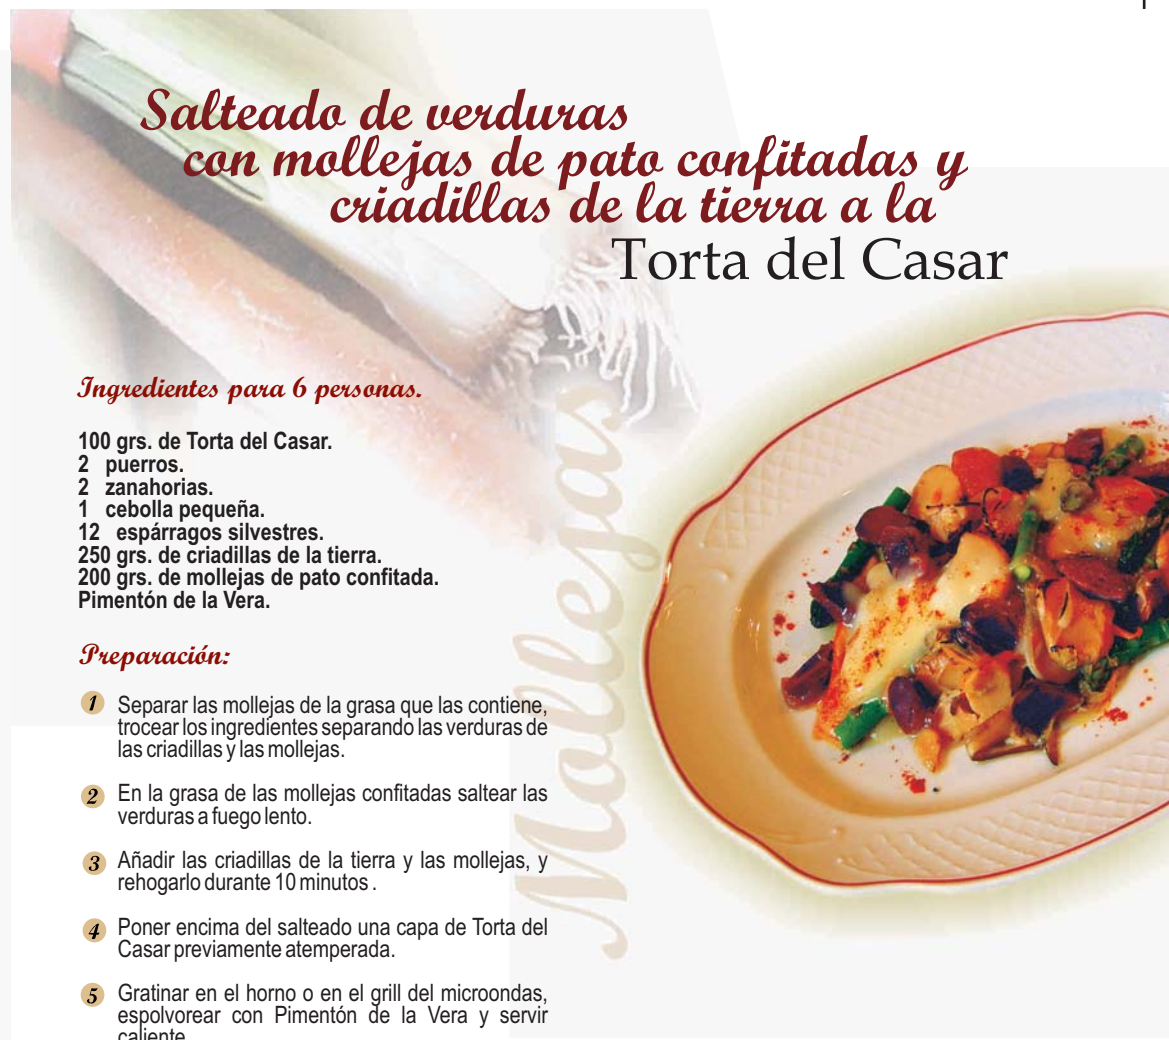 Salteado de verduras
con mollejas de pato confitadas y
criadillas de la tierra a la
Torta del Casar
Ingredientes para 6 personas.
100 grs. de Torta del Casar.
2 puerros.
2 zanahorias.
1 cebolla pequeña.
12 espárragos silvestres.
250 grs. de criadillas de la tierra.
200 grs. de mollejas de pato confitada.
Pimentón de la Vera.
Preparación:
1 Separar las mollejas de la grasa que las contiene,
trocear los ingredientes separando las verduras de
las criadillas y las mollejas.
2 En la grasa de las mollejas confitadas saltear las
verduras a fuego lento.
3 Añadir las criadillas de la tierra y las mollejas, y
rehogarlo durante 10 minutos .
4 Poner encima del salteado una capa de Torta del
Casar previamente atemperada.
5 Gratinar en el horno o en el grill del microondas,
espolvorear con Pimentón de la Vera y servir
caliente
Mollejas